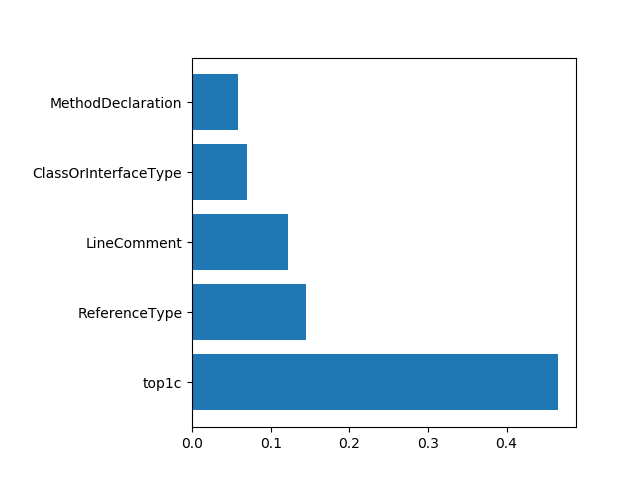 MethodDeclaration
ClassOrInterfaceType
LineComment
ReferenceType
top1c
0.0 0.1 0.2 0.3 0.4